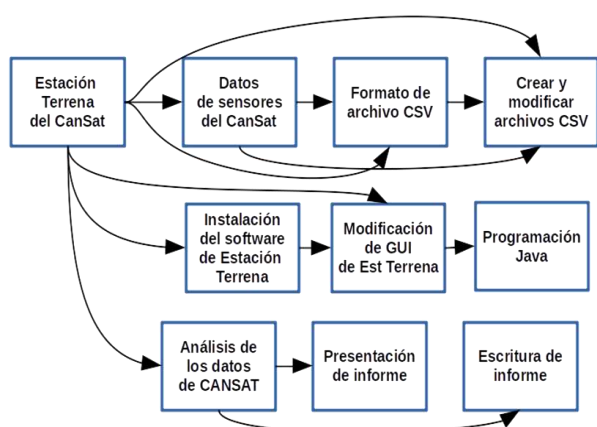 Estación
Terrena
del CanSat
Datos
de sensores
del CanSat
Formato de
archivo CSV
Crear y
modificar
archivos CSV
Instalación
del software
de Estación
Terrena
Modificación
de GUI
de Est Terrena
Programación
Java
Análisis de
los datos
de CANSAT
Presentación
de informe
Escritura de
informe